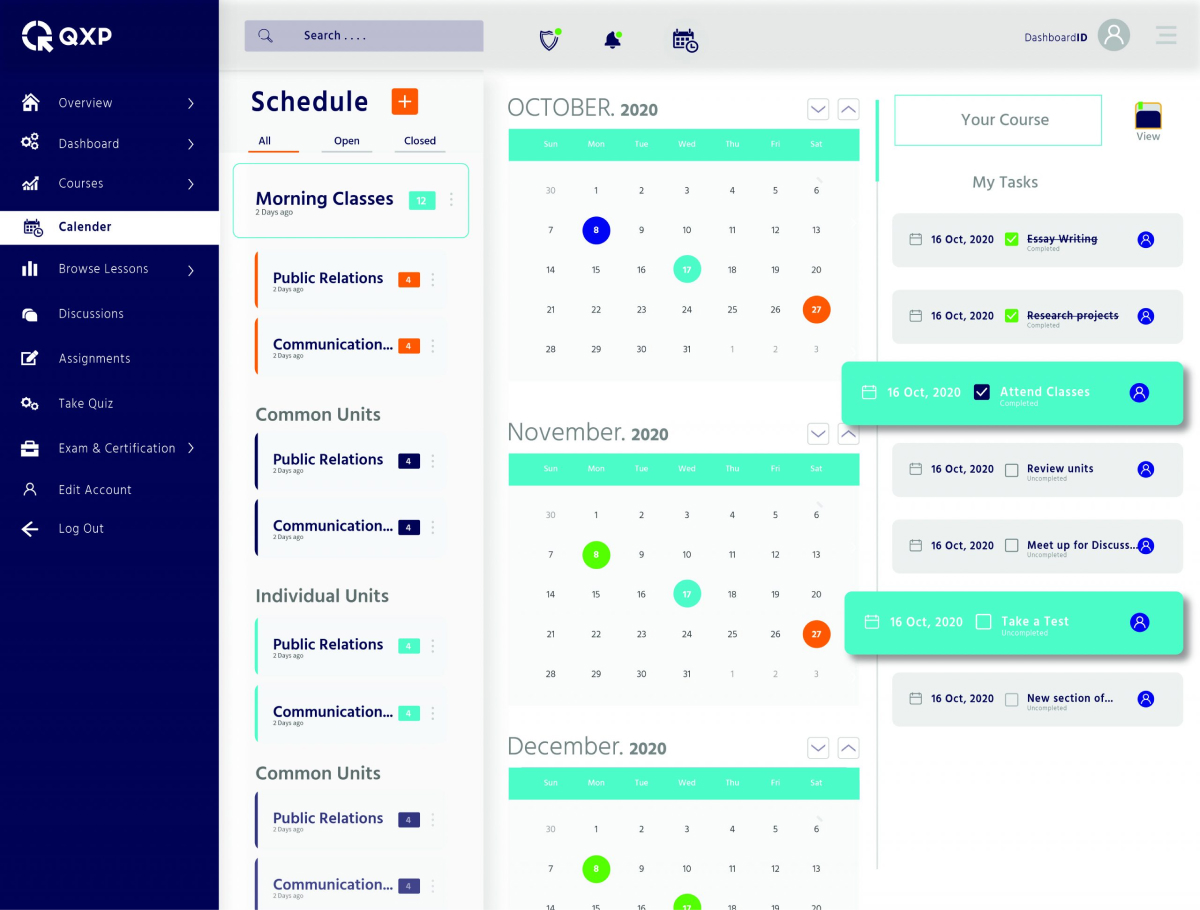 QXP
Search . . . .
DashboardID
Overview
Dashboard
Courses
Calender
Browse Lessons
Discussions
Assignments
Take Quiz
Exam & Certification
Edit Account
Log Out
Schedule +
All Open Closed
Morning Classes 12
2 Days ago
Public Relations 4
2 Days ago
Communication... 4
2 Days ago
Common Units
Public Relations 4
2 Days ago
Communication... 4
2 Days ago
Individual Units
Public Relations 4
2 Days ago
Communication... 4
2 Days ago
Common Units
Public Relations 4
2 Days ago
Communication... 4
2 Days ago
OCTOBER. 2020
Sun Mon Tue Wed Thu Fri Sat
30 1 2 3 4 5 6
7 8 9 10 11 12 13
14 15 16 17 18 19 20
21 22 23 24 25 26 27
28 29 30 31 1 2 3
November. 2020
Sun Mon Tue Wed Thu Fri Sat
30 1 2 3 4 5 6
7 8 9 10 11 12 13
14 15 16 17 18 19 20
21 22 23 24 25 26 27
28 29 30 31 1 2 3
December. 2020
Sun Mon Tue Wed Thu Fri Sat
30 1 2 3 4 5 6
7 8 9 10 11 12 13
14 15 16 17 18 19 20
Your Course
View
My Tasks
16 Oct, 2020 Essay Writing
Completed
16 Oct, 2020 Research projects
Completed
16 Oct, 2020 Attend Classes
Completed
16 Oct, 2020 Review units
Uncompleted
16 Oct, 2020 Meet up for Discuss...
Uncompleted
16 Oct, 2020 Take a Test
Uncompleted
16 Oct, 2020 New section of...
Uncompleted